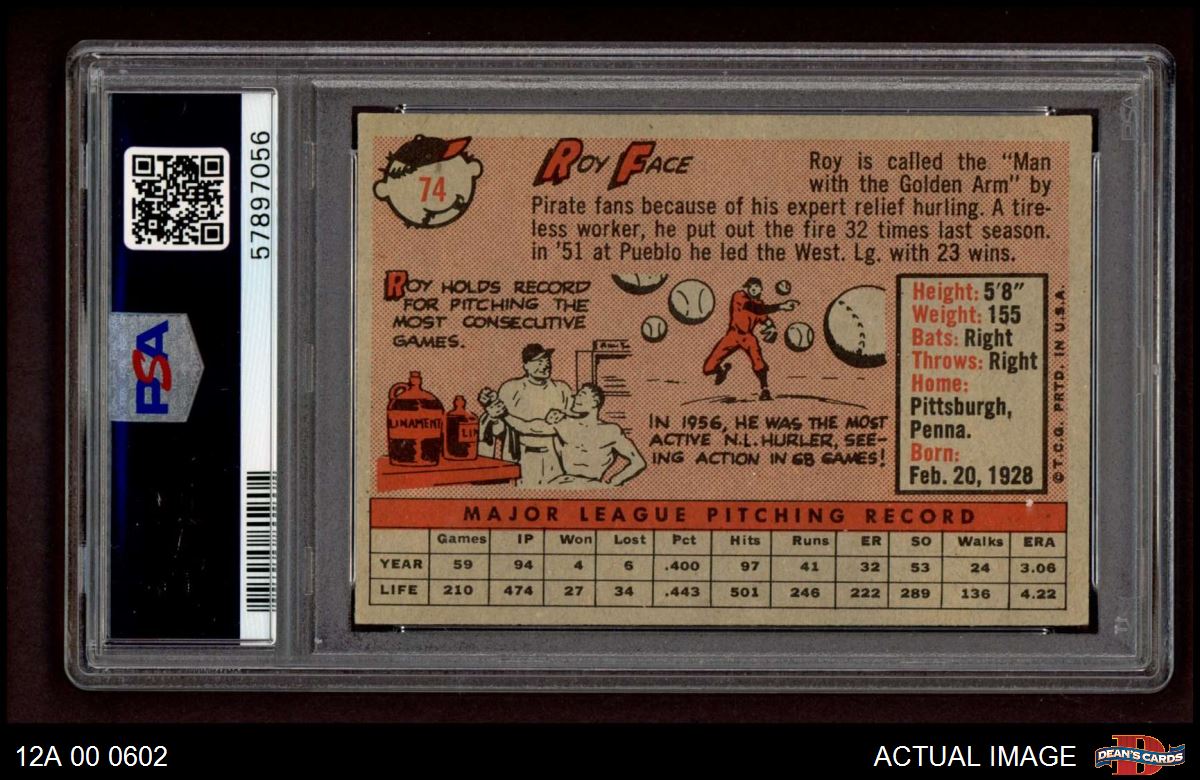 57897056
PSA
74
ROY FACE
Roy is called the "Man
with the Golden Arm" by
Pirate fans because of his expert relief hurling. A tire-
less worker, he put out the fire 32 times last season.
in '51 at Pueblo he led the West. Lg. with 23 wins.
ROY HOLDS RECORD
FOR PITCHING THE
MOST CONSECUTIVE
GAMES.
LINAMENT
LIN
IN 1956, HE WAS THE MOST
ACTIVE N.L. HURLER, SEE-
ING ACTION IN 68 GAMES!
Height: 5'8"
Weight: 155
Bats: Right
Throws: Right
Home:
Pittsburgh,
Penna.
Born:
Feb. 20, 1928
©T.C.G. PRTD. IN U.S.A.
MAJOR LEAGUE PITCHING RECORD
Games IP Won Lost Pct Hits Runs ER SO Walks ERA
YEAR 59 94 4 6 .400 97 41 32 53 24 3.06
LIFE 210 474 27 34 .443 501 246 222 289 136 4.22
12A 00 0602
ACTUAL IMAGE
DEAN'S CARDS